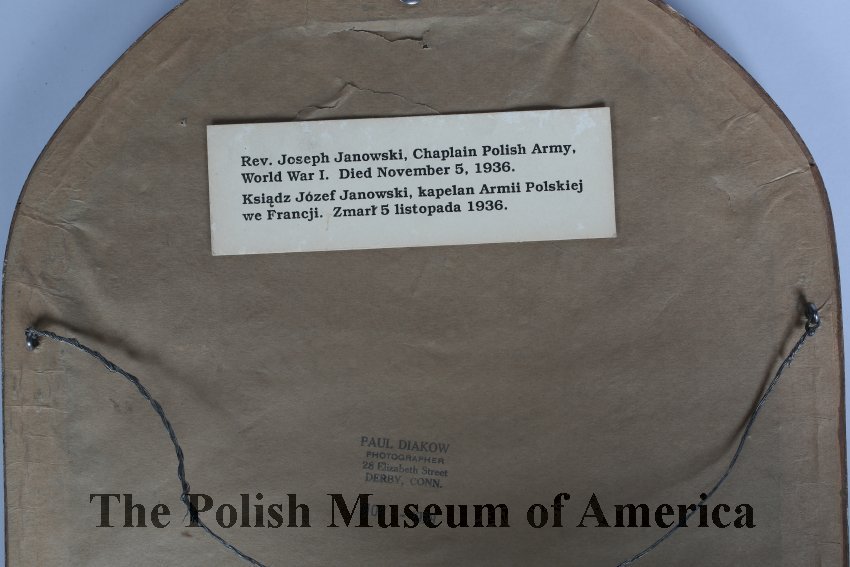 Rev. Joseph Janowski, Chaplain Polish Army,
World War I. Died November 5, 1936.
Ksiądz Józef Janowski, kapelan Armii Polskiej
we Francji. Zmarł 5 listopada 1936.
PAUL DIAKOW
PHOTOGRAPHER
28 Elizabeth Street
DERBY, CONN.
The Polish Museum of America